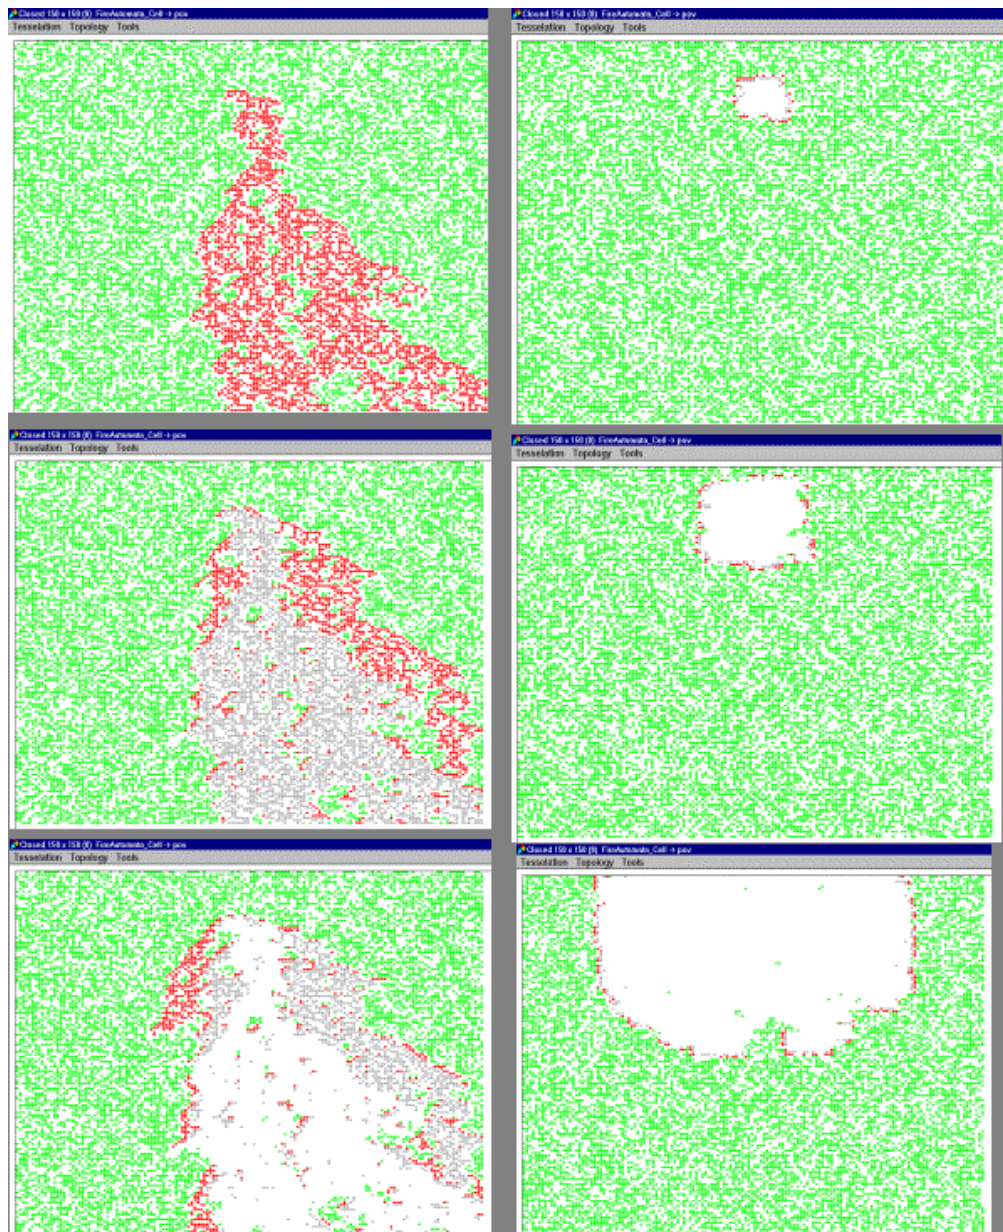 Closed 150 x 150 (8) FireAutomata_Cell -> pov
Tesselation Topology Tools
Closed 150 x 150 (8) FireAutomata_Cell -> pov
Tesselation Topology Tools
Closed 150 x 150 (8) FireAutomata_Cell -> pov
Tesselation Topology Tools
Closed 150 x 150 (8) FireAutomata_Cell -> pov
Tesselation Topology Tools
Closed 150 x 150 (8) FireAutomata_Cell -> pov
Tesselation Topology Tools
Closed 150 x 150 (8) FireAutomata_Cell -> pov
Tesselation Topology Tools